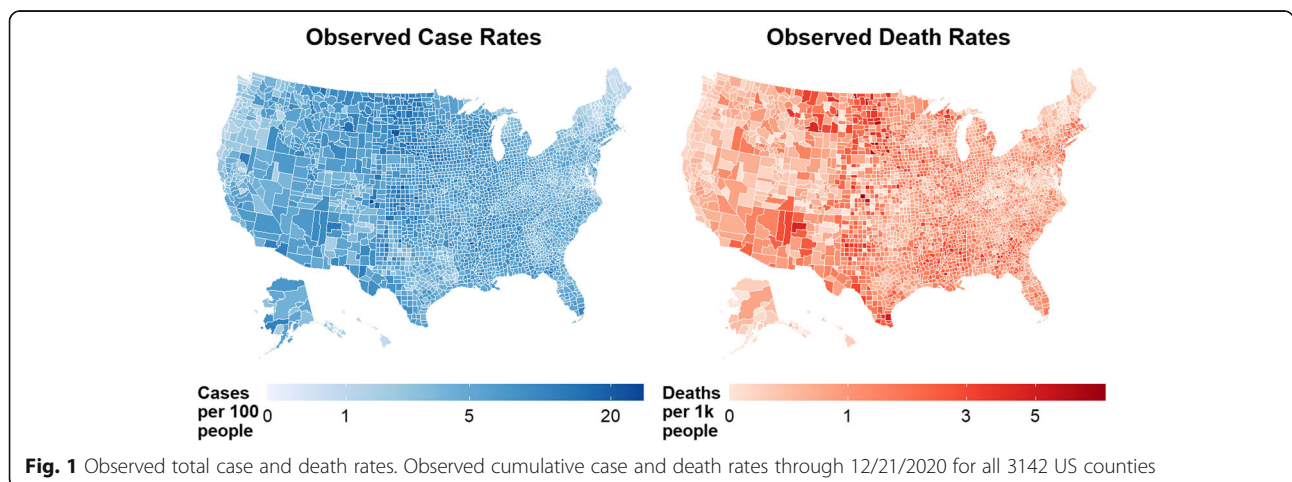 Observed Case Rates
Observed Death Rates
Cases
per 100
people
0 1 5 20
Deaths
per 1k
people
0 1 3 5
Fig. 1 Observed total case and death rates. Observed cumulative case and death rates through 12/21/2020 for all 3142 US counties